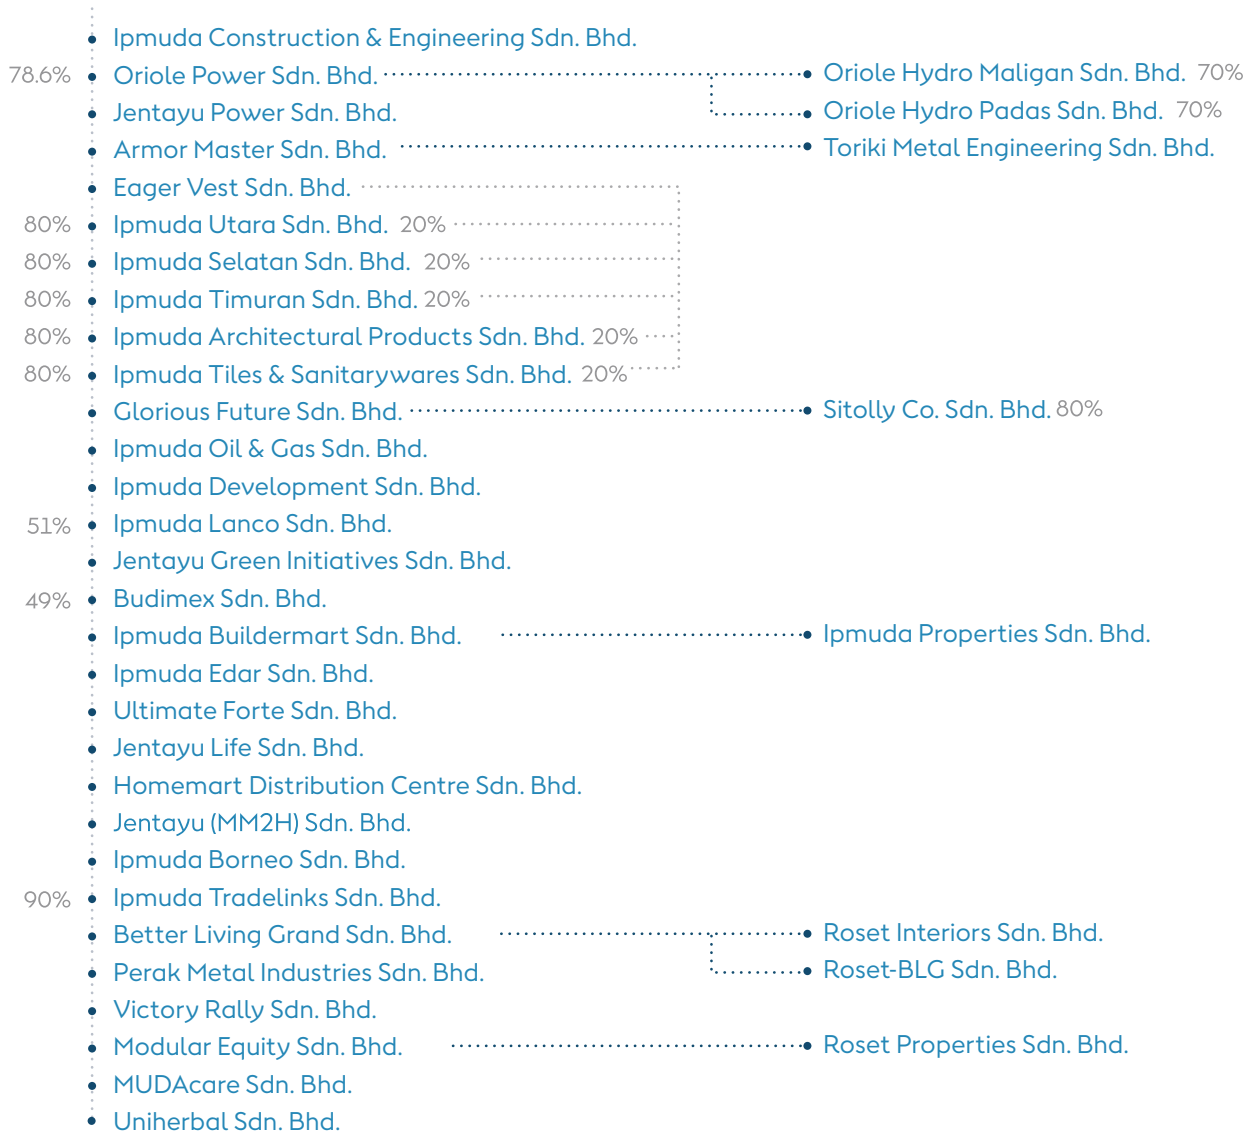 Ipmuda Construction & Engineering Sdn. Bhd.
78.6% Oriole Power Sdn. Bhd. Oriole Hydro Maligan Sdn. Bhd. 70%
Jentayu Power Sdn. Bhd. Oriole Hydro Padas Sdn. Bhd. 70%
Armor Master Sdn. Bhd. Toriki Metal Engineering Sdn. Bhd.
Eager Vest Sdn. Bhd.
80% Ipmuda Utara Sdn. Bhd. 20%
80% Ipmuda Selatan Sdn. Bhd. 20%
80% Ipmuda Timuran Sdn. Bhd. 20%
80% Ipmuda Architectural Products Sdn. Bhd. 20%
80% Ipmuda Tiles & Sanitarywares Sdn. Bhd. 20%
Glorious Future Sdn. Bhd. Sitolly Co. Sdn. Bhd. 80%
Ipmuda Oil & Gas Sdn. Bhd.
Ipmuda Development Sdn. Bhd.
51% Ipmuda Lanco Sdn. Bhd.
Jentayu Green Initiatives Sdn. Bhd.
49% Budimex Sdn. Bhd.
Ipmuda Buildermart Sdn. Bhd. Ipmuda Properties Sdn. Bhd.
Ipmuda Edar Sdn. Bhd.
Ultimate Forte Sdn. Bhd.
Jentayu Life Sdn. Bhd.
Homemart Distribution Centre Sdn. Bhd.
Jentayu (MM2H) Sdn. Bhd.
Ipmuda Borneo Sdn. Bhd.
90% Ipmuda Tradelinks Sdn. Bhd.
Better Living Grand Sdn. Bhd. Roset Interiors Sdn. Bhd.
Perak Metal Industries Sdn. Bhd. Roset-BLG Sdn. Bhd.
Victory Rally Sdn. Bhd.
Modular Equity Sdn. Bhd. Roset Properties Sdn. Bhd.
MUDAcare Sdn. Bhd.
Uniherbal Sdn. Bhd.